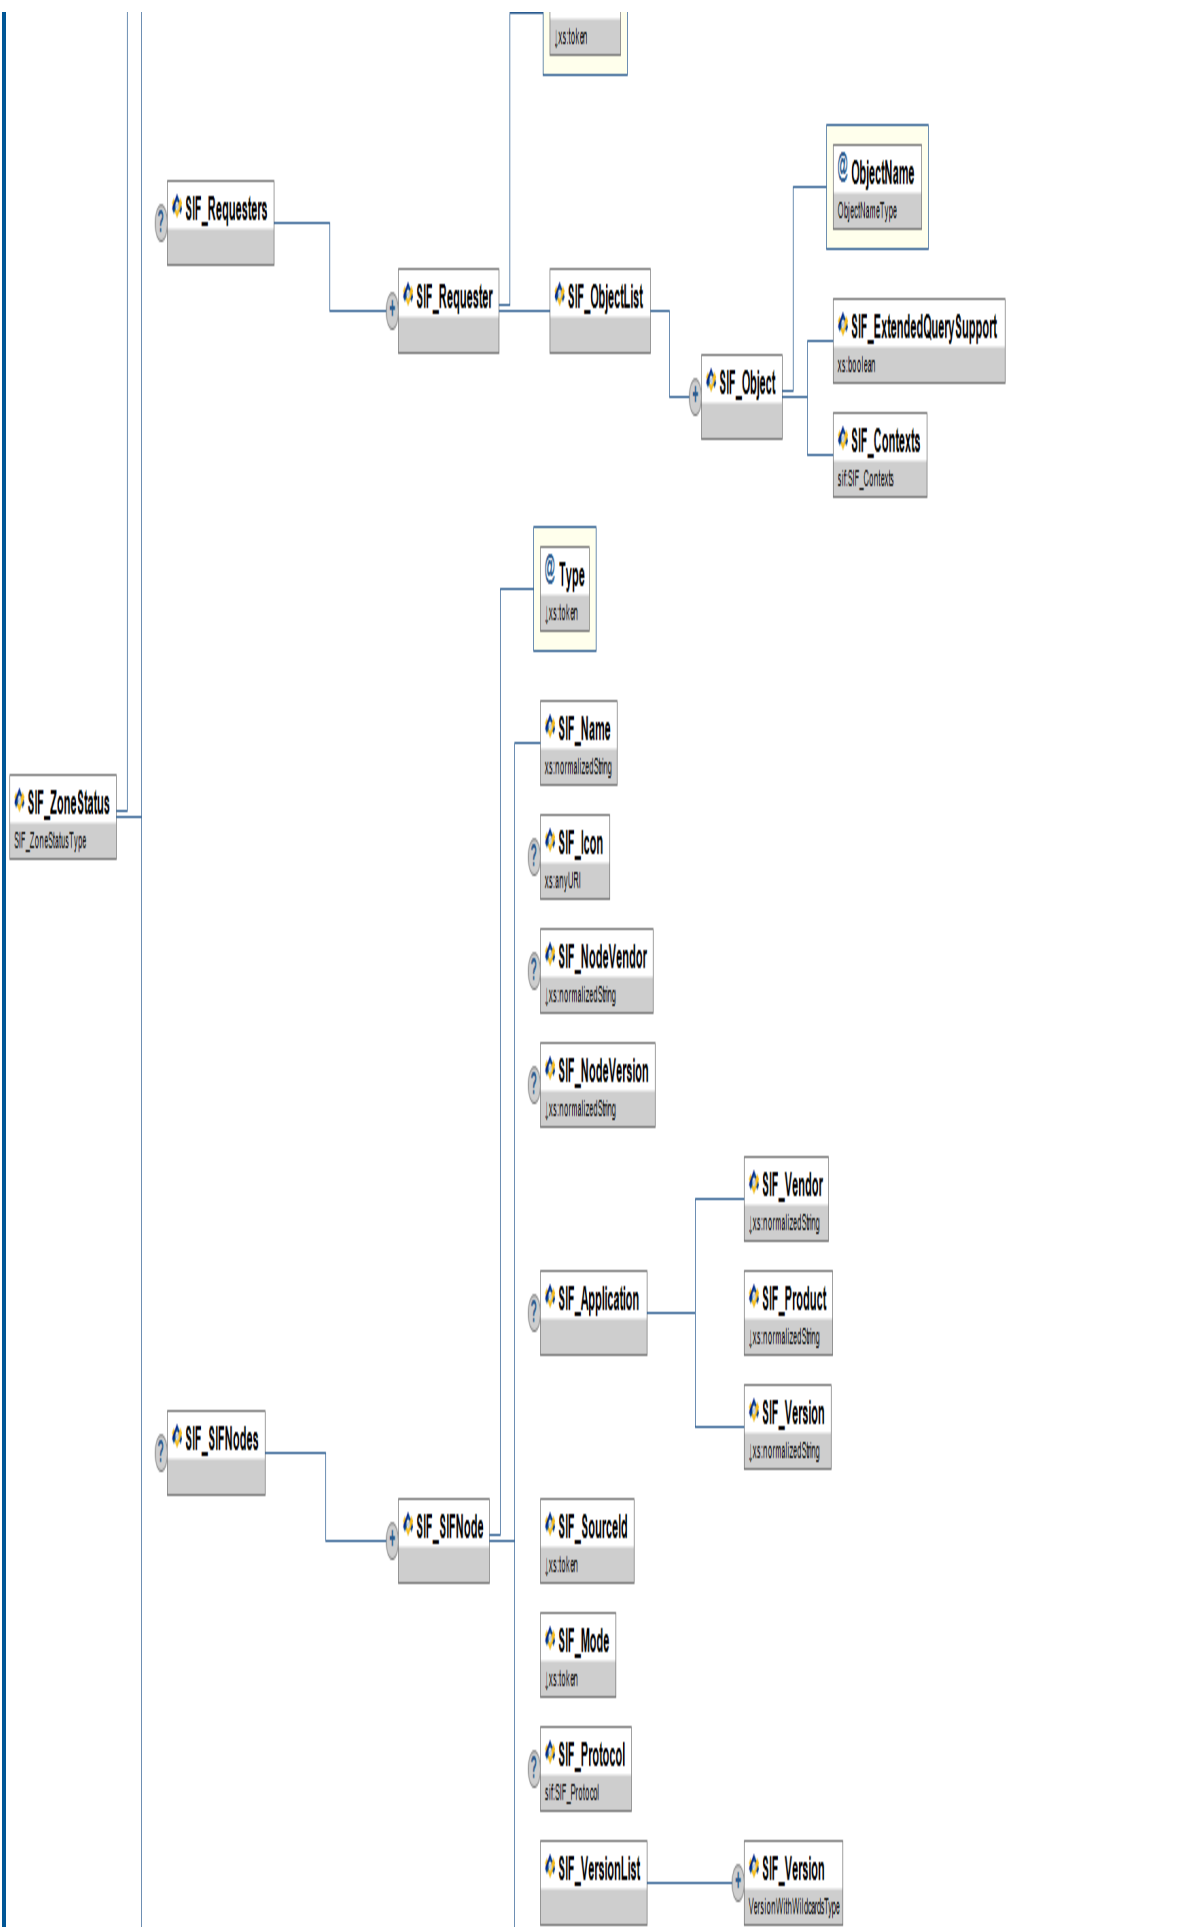 ↓xs:token
@ ObjectName
ObjectNameType
? SIF_Requesters
+ SIF_Requester
SIF_ObjectList
SIF_ExtendedQuerySupport
xs:boolean
+ SIF_Object
SIF_Contexts
sif:SIF_Contexts
@ Type
↓xs:token
SIF_Name
xs:normalizedString
SIF_ZoneStatus
SIF_ZoneStatusType
? SIF_Icon
xs:anyURI
? SIF_NodeVendor
↓xs:normalizedString
? SIF_NodeVersion
↓xs:normalizedString
SIF_Vendor
↓xs:normalizedString
? SIF_Application
SIF_Product
↓xs:normalizedString
SIF_Version
↓xs:normalizedString
? SIF_SIFNodes
+ SIF_SIFNode
SIF_SourceId
↓xs:token
SIF_Mode
↓xs:token
? SIF_Protocol
sif:SIF_Protocol
SIF_VersionList
+ SIF_Version
VersionWithWildcardsType